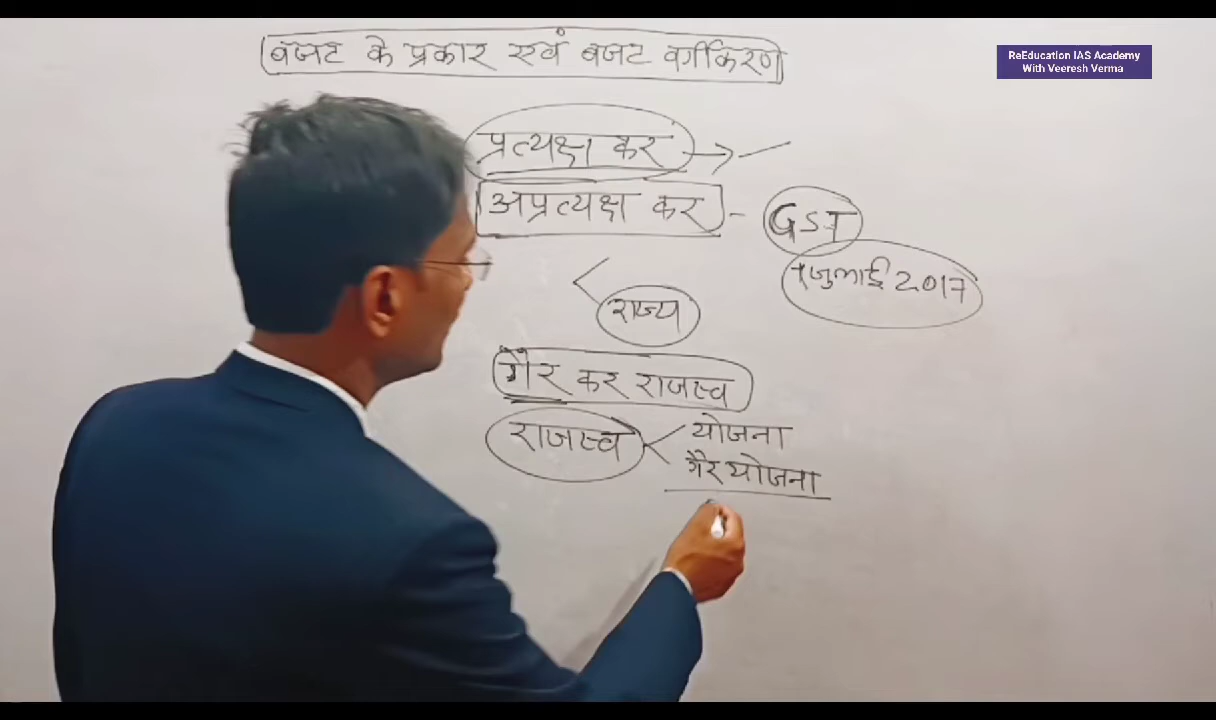 बजट के प्रकार एवं बजट वर्गीकरण
ReEducation IAS Academy
With Veeresh Verma
प्रत्यक्ष कर
अप्रत्यक्ष कर - GST
1 जुलाई 2017
राज्य
गैर कर राजस्व
राजस्व
योजना
गैर योजना